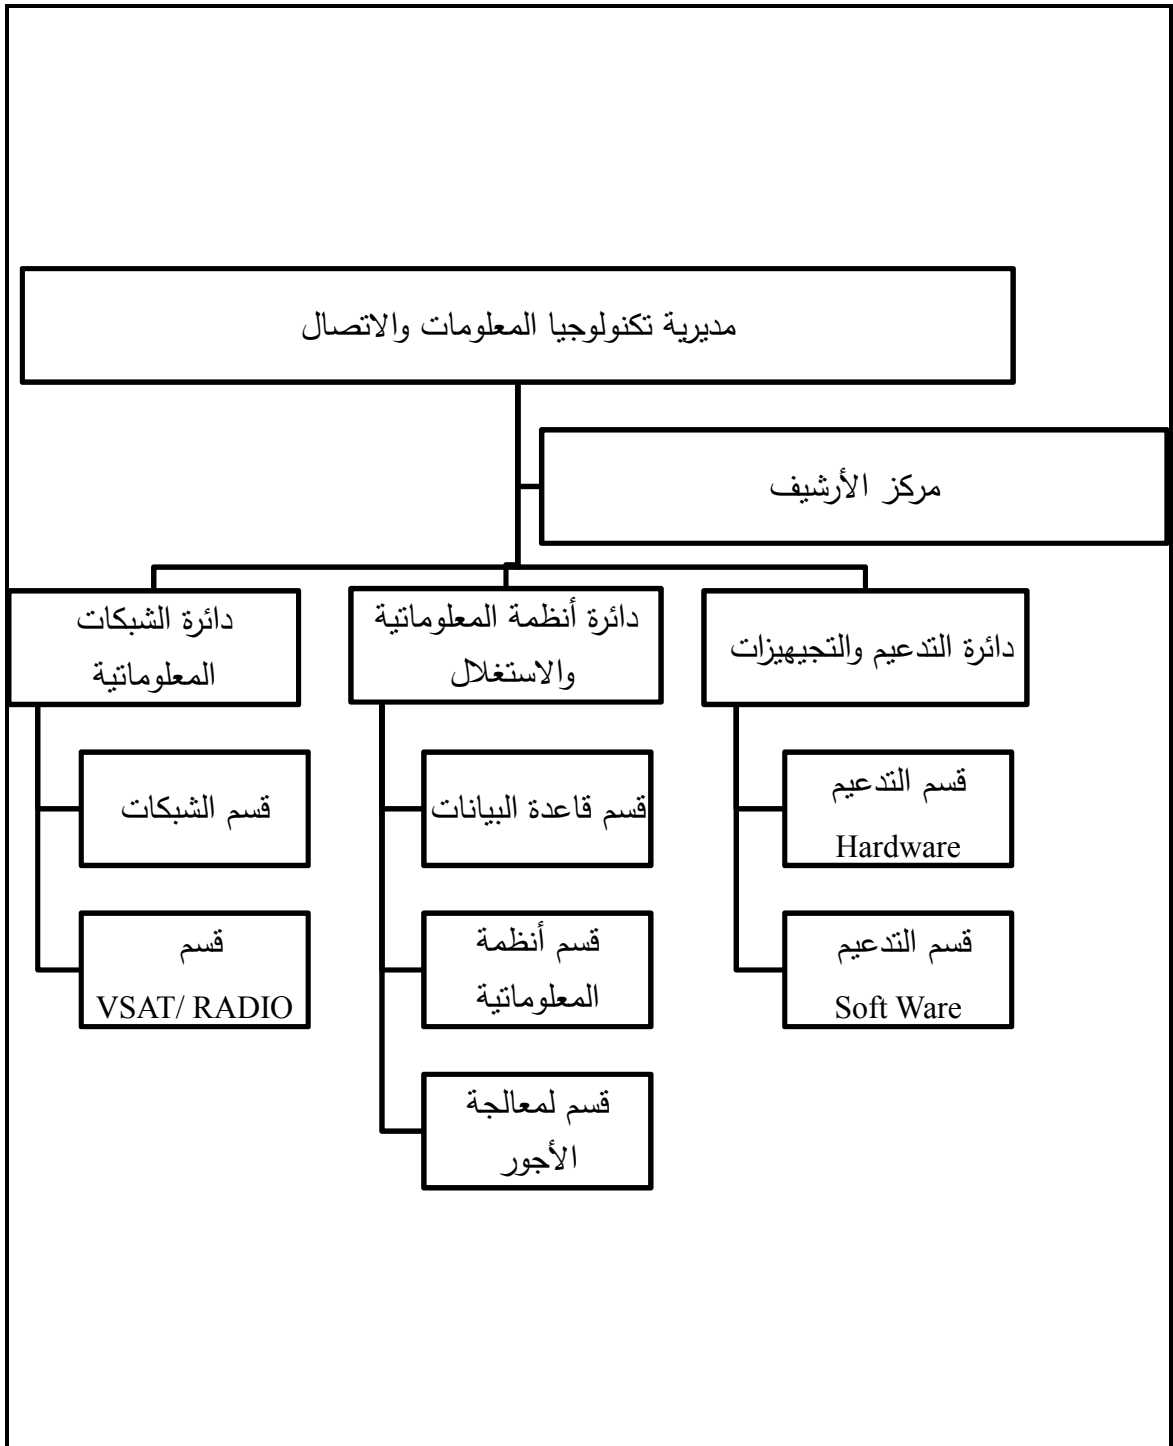 مديرية تكنولوجيا المعلومات والاتصال
مركز الأرشيف
دائرة التدعيم والتجيهيزات
قسم التدعيم
Hardware
قسم التدعيم
Soft Ware
دائرة أنظمة المعلوماتية
والاستغلال
قسم قاعدة البيانات
قسم أنظمة
المعلوماتية
قسم لمعالجة
الأجور
دائرة الشبكات
المعلوماتية
قسم الشبكات
قسم
VSAT/ RADIO